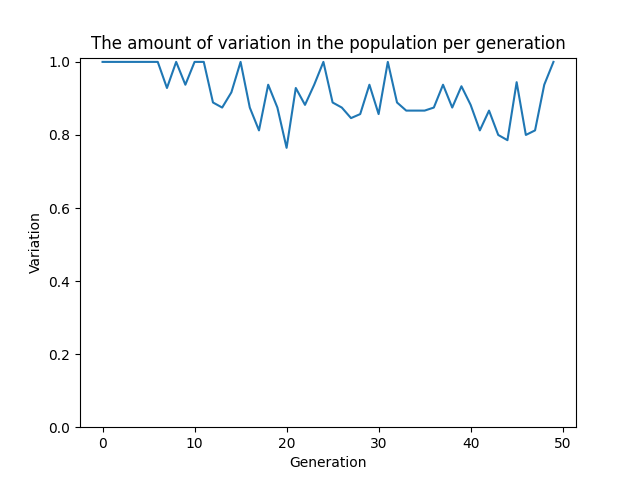 The amount of variation in the population per generation
1.0
0.8
0.6
0.4
0.2
0.0
Variation
0 10 20 30 40 50
Generation